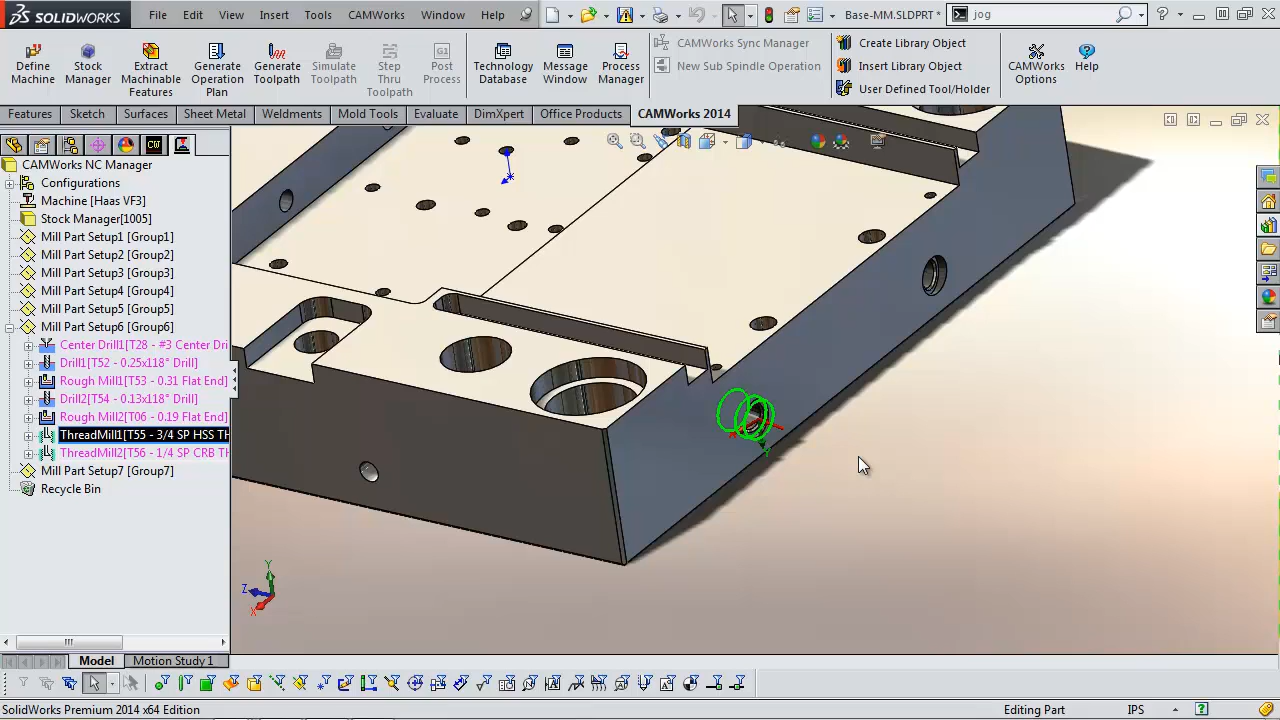 SOLIDWORKS File Edit View Insert Tools CAMWorks Window Help Base-MM.SLDPRT * jog
Define Machine
Stock Manager
Extract Machinable Features
Generate Operation Plan
Generate Toolpath
Simulate Toolpath
Step Thru Toolpath
G1 Post Process
Technology Database
Message Window
Process Manager
CAMWorks Sync Manager
New Sub Spindle Operation
Create Library Object
Insert Library Object
User Defined Tool/Holder
CAMWorks Options
Help
Features Sketch Surfaces Sheet Metal Weldments Mold Tools Evaluate DimXpert Office Products CAMWorks 2014
CW
CAMWorks NC Manager
Configurations
Machine [Haas VF3]
Stock Manager[1005]
Mill Part Setup1 [Group1]
Mill Part Setup2 [Group2]
Mill Part Setup3 [Group3]
Mill Part Setup4 [Group4]
Mill Part Setup5 [Group5]
Mill Part Setup6 [Group6]
Center Drill1[T28 - #3 Center Dri
Drill1[T52 - 0.25x118° Drill]
Rough Mill1[T53 - 0.31 Flat End]
Drill2[T54 - 0.13x118° Drill]
Rough Mill2[T06 - 0.19 Flat End]
ThreadMill1[T55 - 3/4 SP HSS TH
ThreadMill2[T56 - 1/4 SP CRB TH
Mill Part Setup7 [Group7]
Recycle Bin
Y
Z
X
Model Motion Study 1
SolidWorks Premium 2014 x64 Edition Editing Part IPS